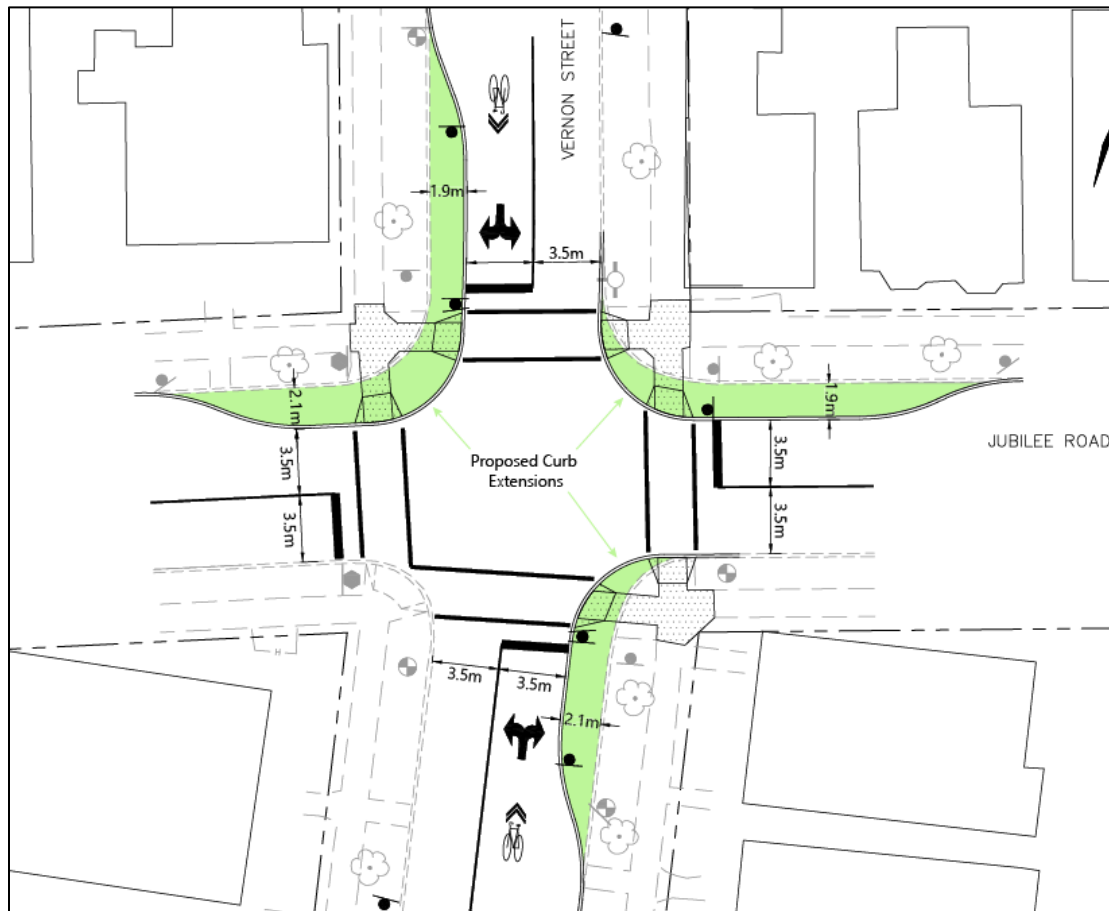 VERNON STREET
1.9m
3.5m
2.1m
1.9m
3.5m
3.5m
JUBILEE ROAD
Proposed Curb
Extensions
3.5m
3.5m
3.5m
3.5m
2.1m
H